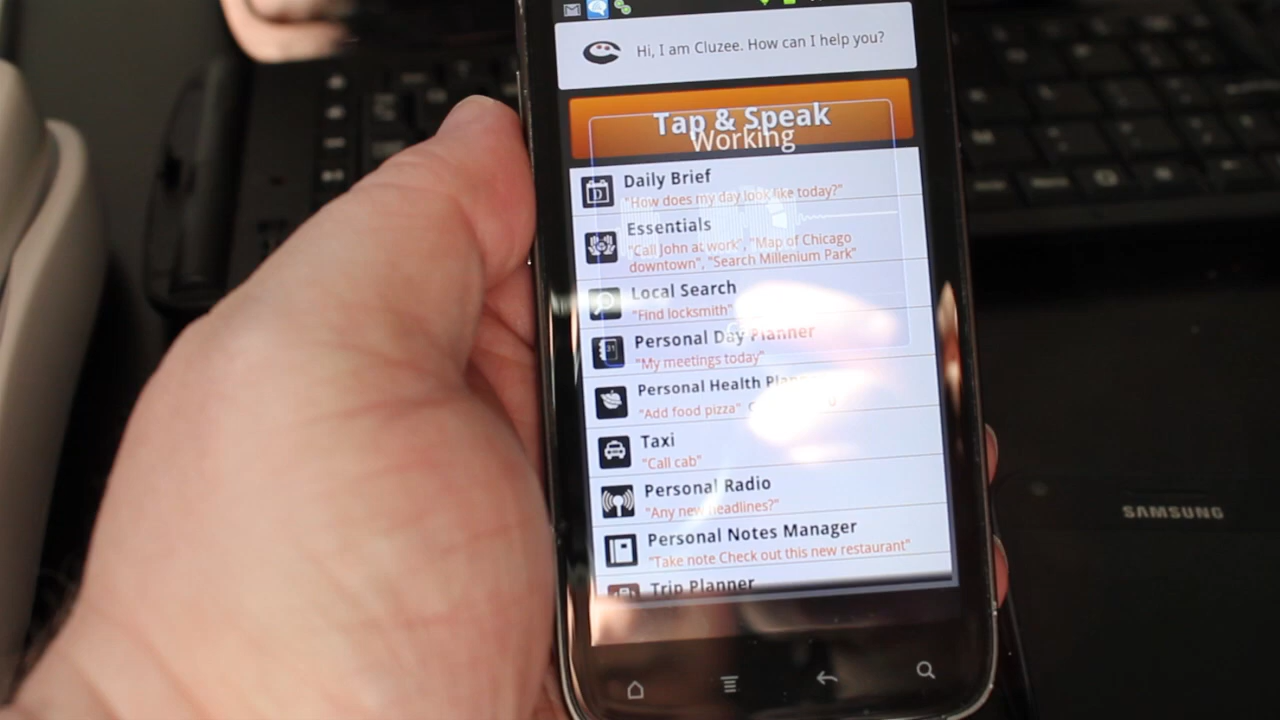 Hi, I am Cluzee. How can I help you?
Tap & Speak
Working
Daily Brief
"How does my day look like today?"
Essentials
"Call John at work", "Map of Chicago
downtown", "Search Millenium Park"
Local Search
"Find locksmith"
Personal Day Planner
"My meetings today"
Personal Health
"Add food pizza"
Taxi
"Call cab"
Personal Radio
"Any new headlines?"
Personal Notes Manager
"Take note Check out this new restaurant"
Trip Planner
SAMSUNG